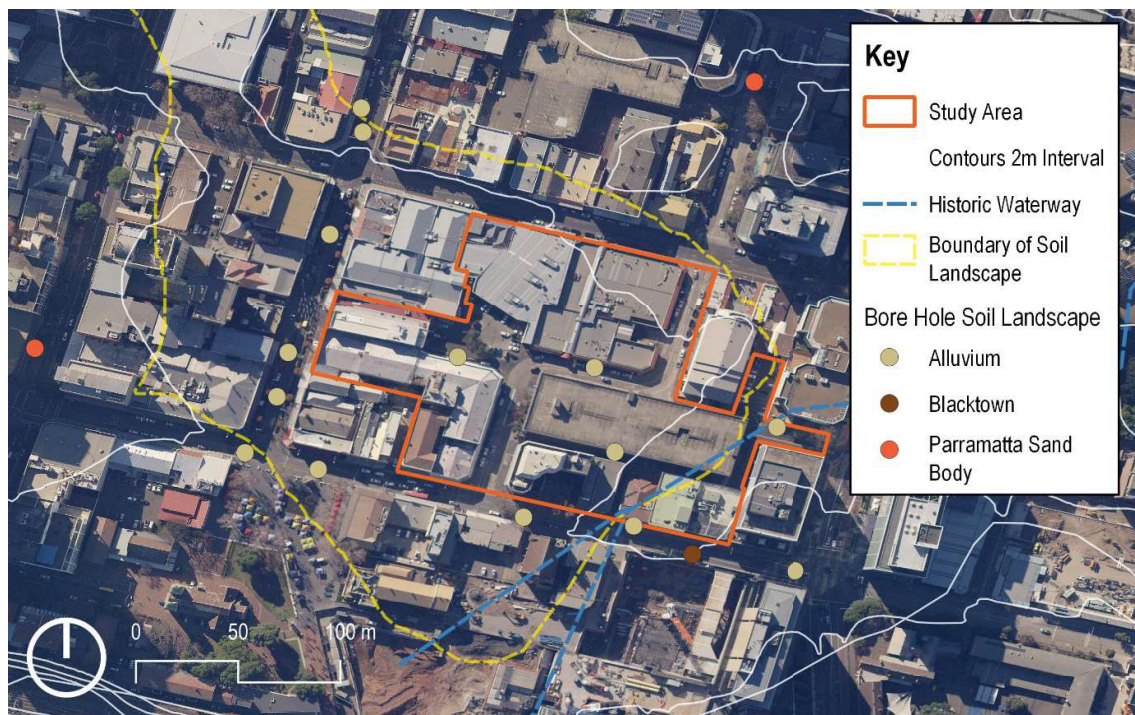 Key
Study Area
Contours 2m Interval
Historic Waterway
Boundary of Soil
Landscape
Bore Hole Soil Landscape
Alluvium
Blacktown
Parramatta Sand
Body
0 50 100 m